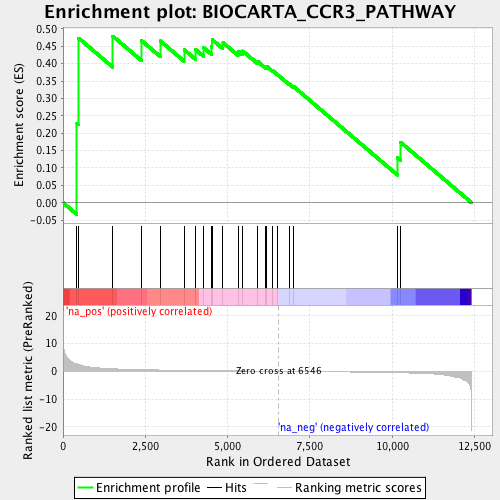 Enrichment plot: BIOCARTA_CCR3_PATHWAY
Enrichment score (ES)
0.50
0.45
0.40
0.35
0.30
0.25
0.20
0.15
0.10
0.05
0.00
-0.05
'na_pos' (positively correlated)
Ranked list metric (PreRanked)
20
10
0
-10
-20
Zero cross at 6546
'na_neg' (negatively correlated)
0
2,500
5,000
7,500
10,000
12,500
Rank in Ordered Dataset
Enrichment profile
Hits
Ranking metric scores